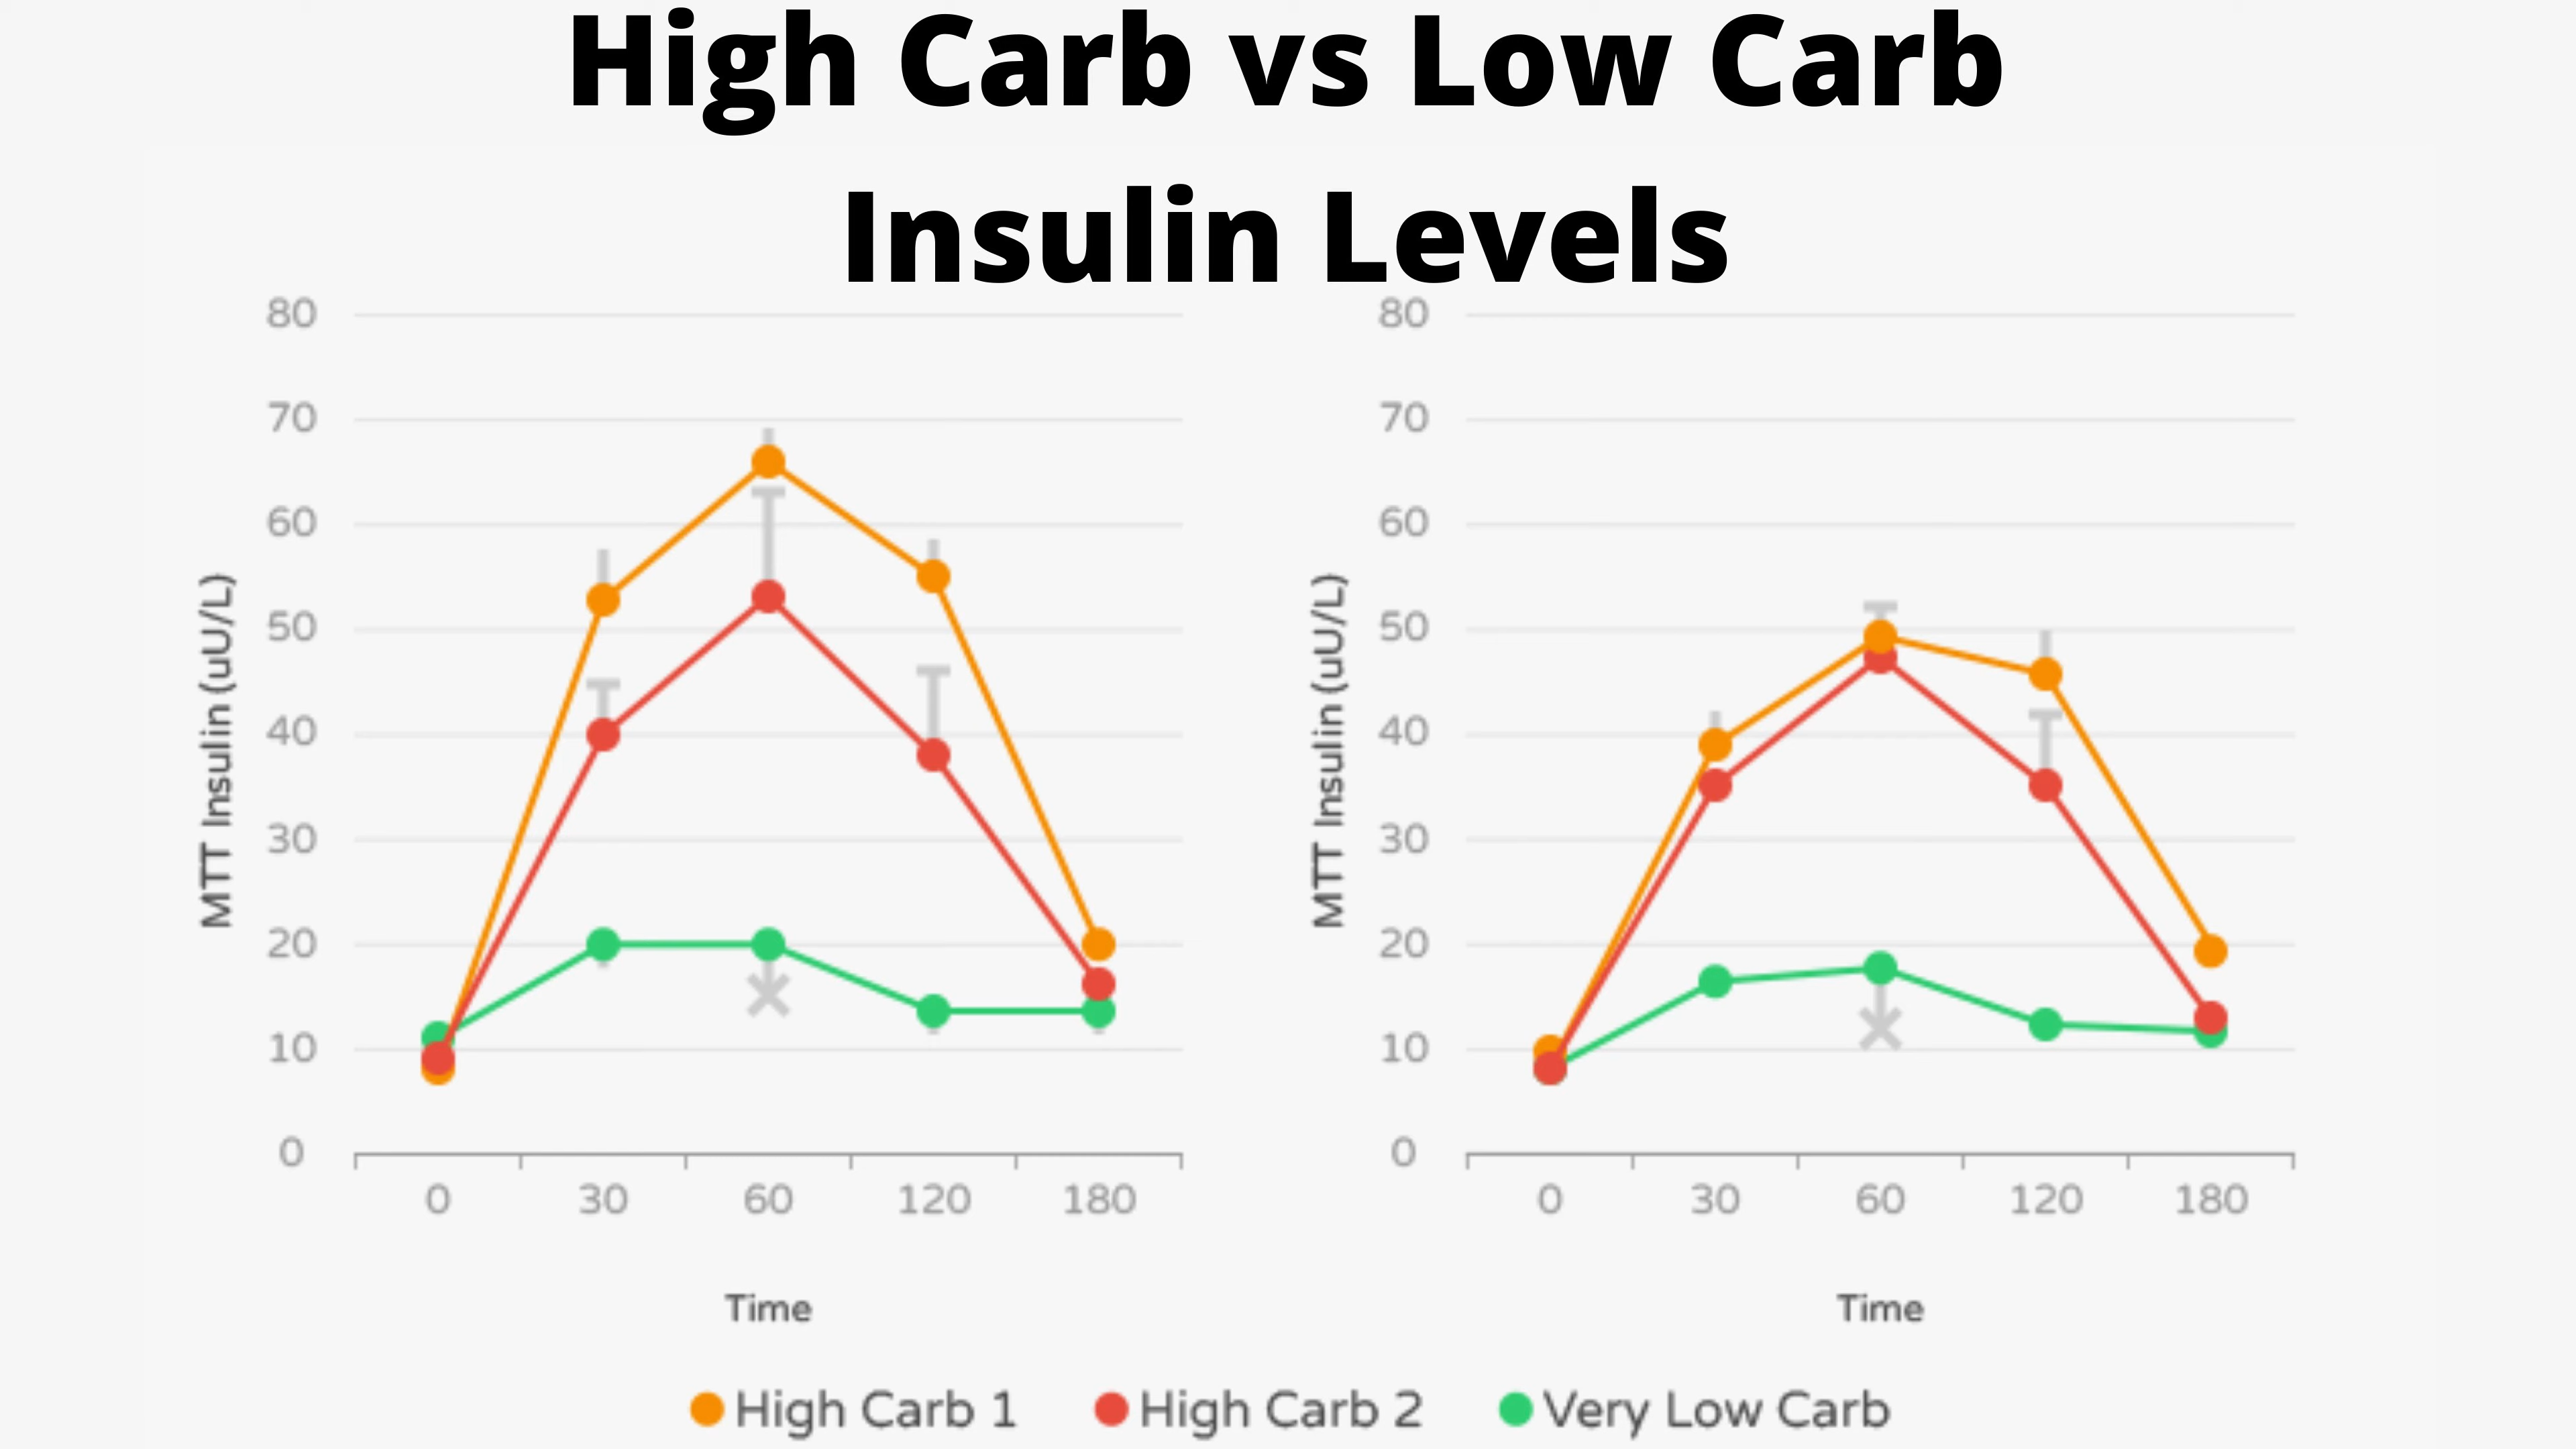 High Carb vs Low Carb
Insulin Levels
80
70
60
50
40
30
20
10
0
MTT Insulin (uU/L)
0 30 60 120 180
Time
80
70
60
50
40
30
20
10
0
MTT Insulin (uU/L)
0 30 60 120 180
Time
High Carb 1 High Carb 2 Very Low Carb